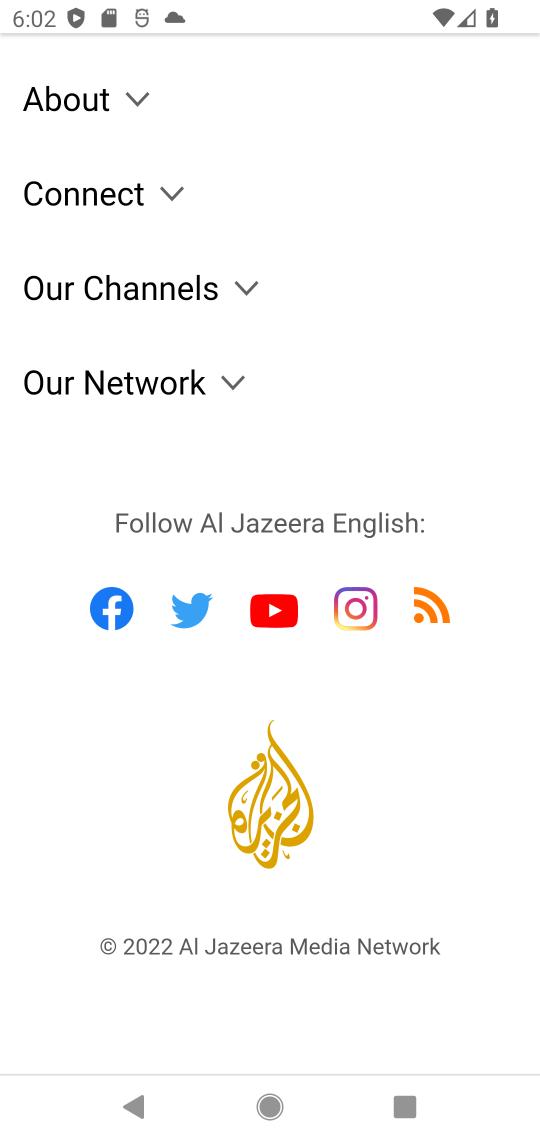 6:02
About
Connect
Our Channels
Our Network
Follow Al Jazeera English:
الجزيرة
© 2022 Al Jazeera Media Network